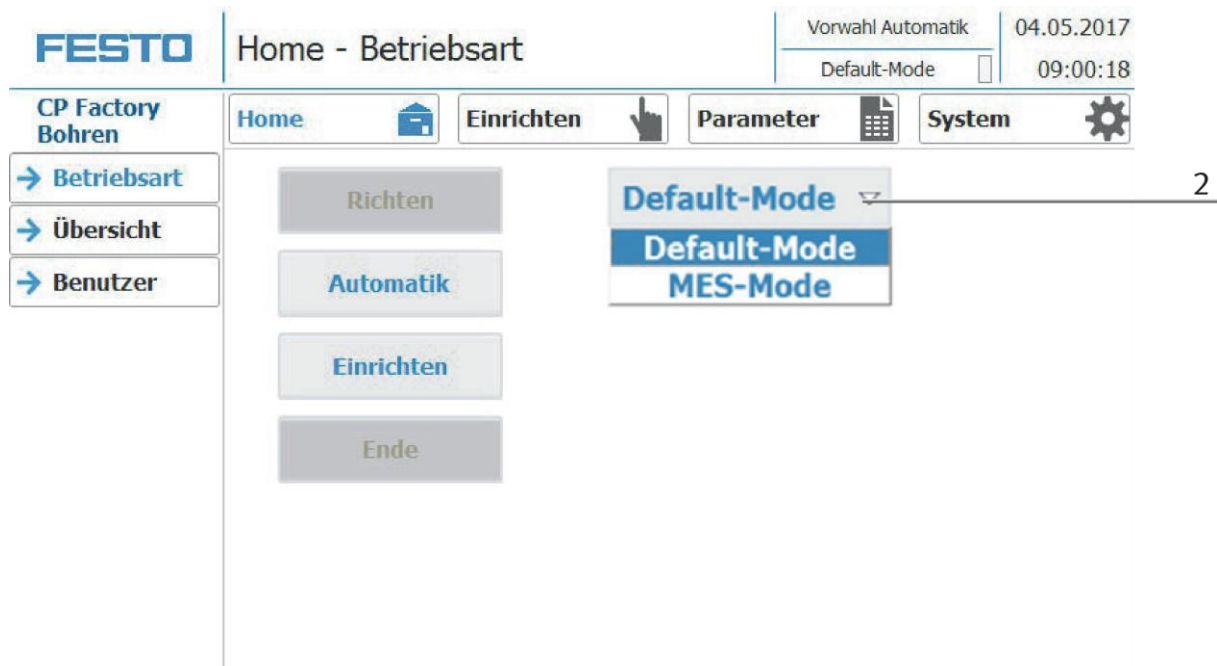 FESTO
Home - Betriebsart
Vorwahl Automatik
Default-Mode
04.05.2017
09:00:18
CP Factory
Bohren
Home
Einrichten
Parameter
System
Betriebsart
Übersicht
Benutzer
Richten
Automatik
Einrichten
Ende
Default-Mode
Default-Mode
MES-Mode
2